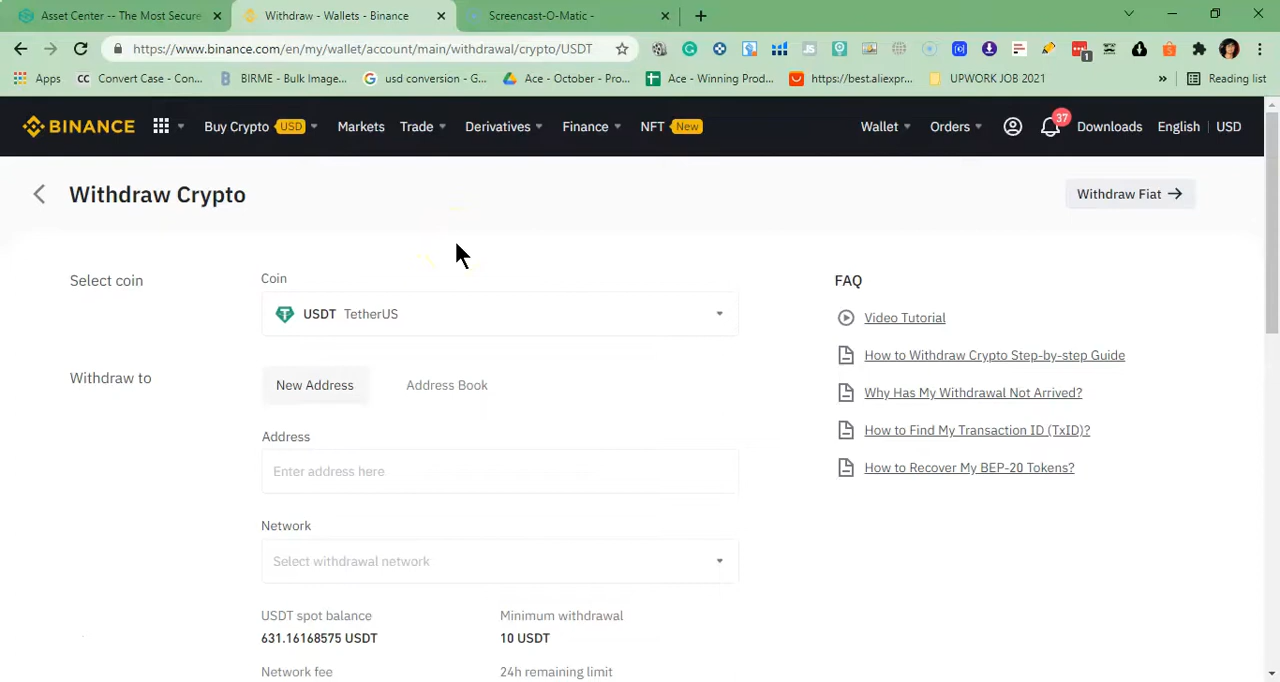 Asset Center -- The Most Secure
Withdraw - Wallets - Binance
Screencast-O-Matic -
https://www.binance.com/en/my/wallet/account/main/withdrawal/crypto/USDT
Apps
CC Convert Case - Con...
BIRME - Bulk Image...
usd conversion - G...
Ace - October - Pro...
Ace - Winning Prod...
https://best.aliexpr...
UPWORK JOB 2021
»
Reading list
BINANCE
Buy Crypto USD
Markets
Trade
Derivatives
Finance
NFT New
Wallet
Orders
37
Downloads
English
USD
Withdraw Crypto
Withdraw Fiat →
Select coin
Coin
USDT TetherUS
Withdraw to
New Address
Address Book
Address
Enter address here
Network
Select withdrawal network
USDT spot balance
631.16168575 USDT
Minimum withdrawal
10 USDT
Network fee
24h remaining limit
FAQ
Video Tutorial
How to Withdraw Crypto Step-by-step Guide
Why Has My Withdrawal Not Arrived?
How to Find My Transaction ID (TxID)?
How to Recover My BEP-20 Tokens?